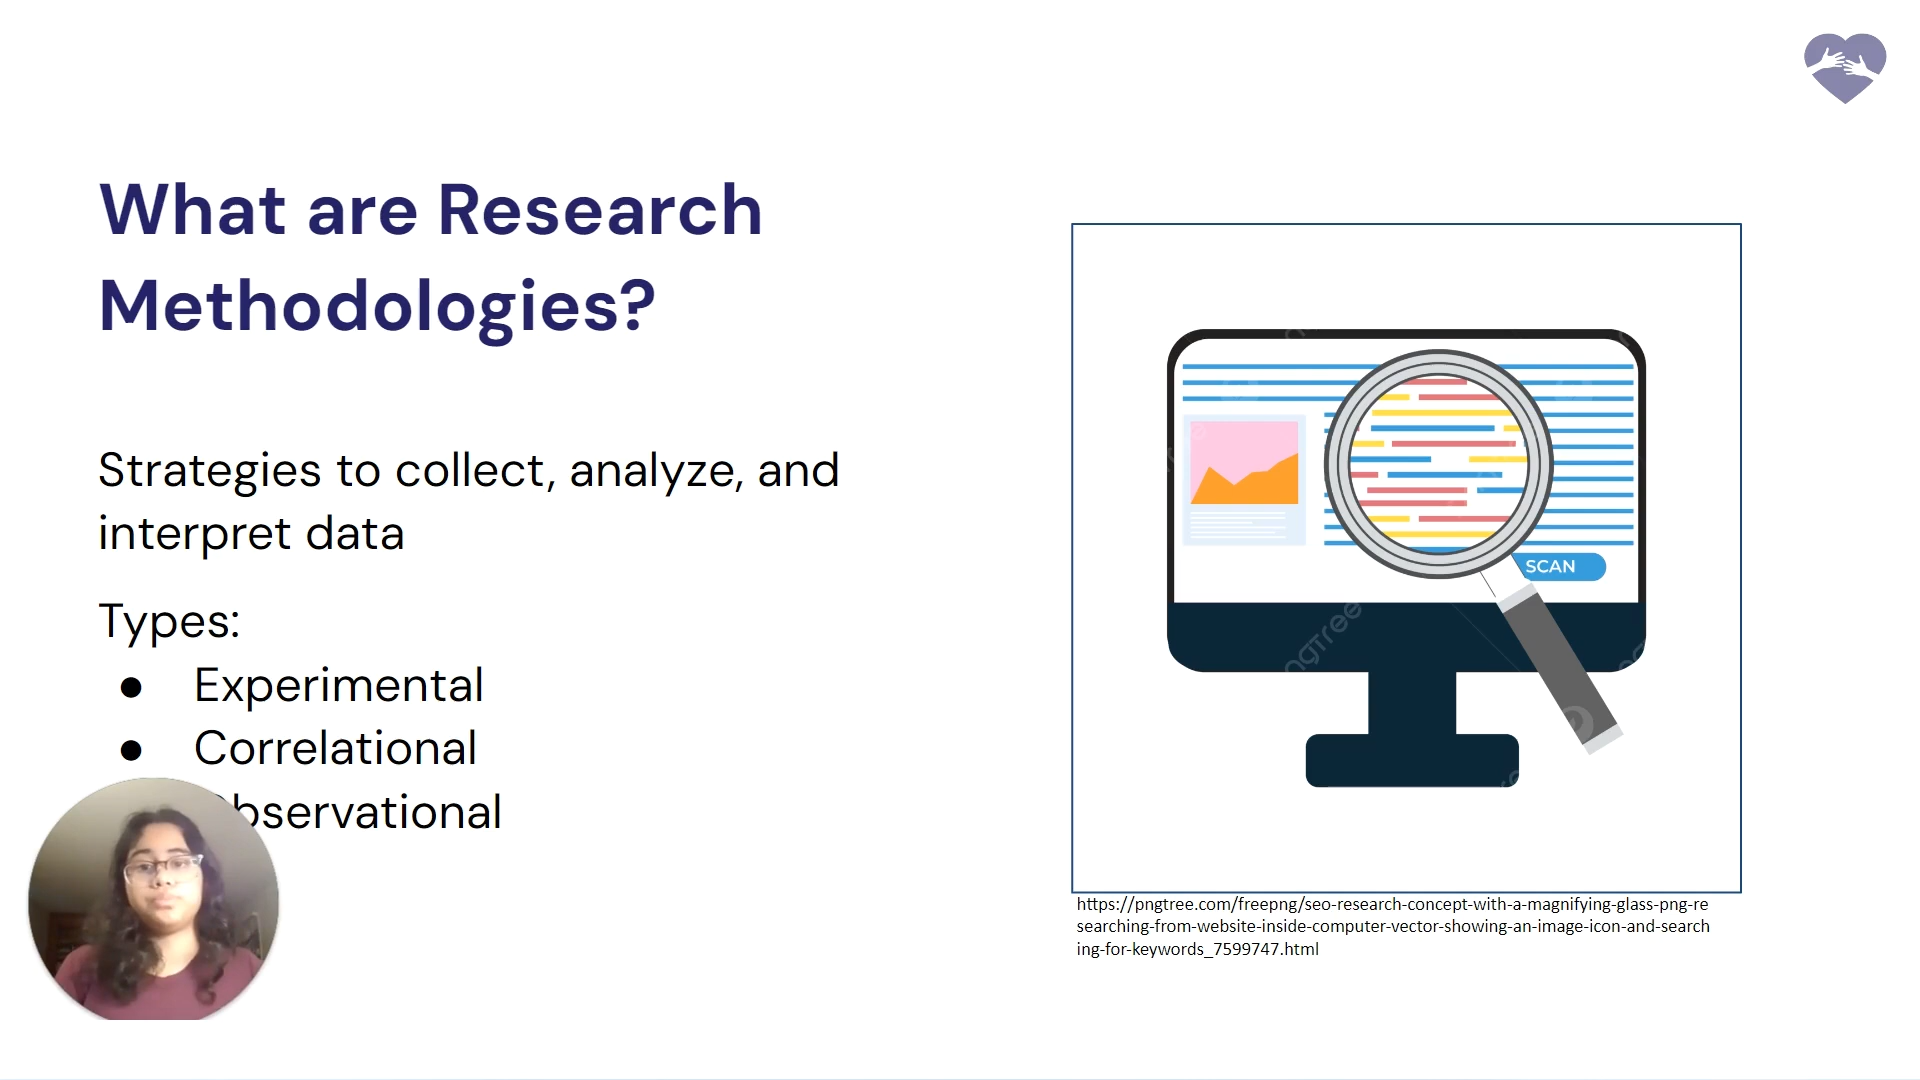 What are Research
Methodologies?
Strategies to collect, analyze, and
interpret data
Types:
● Experimental
● Correlational
bservational
SCAN
https://pngtree.com/freepng/seo-research-concept-with-a-magnifying-glass-png-re
searching-from-website-inside-computer-vector-showing-an-image-icon-and-search
ing-for-keywords_7599747.html